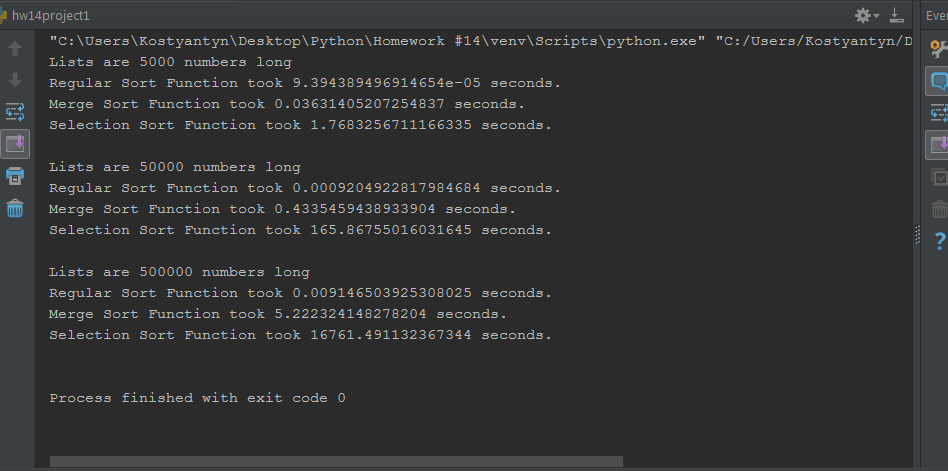 hw14project1
Ever
"C:\Users\Kostyantyn\Desktop\Python\Homework #14\venv\Scripts\python.exe" "C:/Users/Kostyantyn/D
Lists are 5000 numbers long
Regular Sort Function took 9.394389496914654e-05 seconds.
Merge Sort Function took 0.03631405207254837 seconds.
Selection Sort Function took 1.7683256711166335 seconds.
Lists are 50000 numbers long
Regular Sort Function took 0.0009204922817984684 seconds.
Merge Sort Function took 0.4335459438933904 seconds.
Selection Sort Function took 165.86755016031645 seconds.
Lists are 500000 numbers long
Regular Sort Function took 0.009146503925308025 seconds.
Merge Sort Function took 5.222324148278204 seconds.
Selection Sort Function took 16761.491132367344 seconds.
Process finished with exit code 0